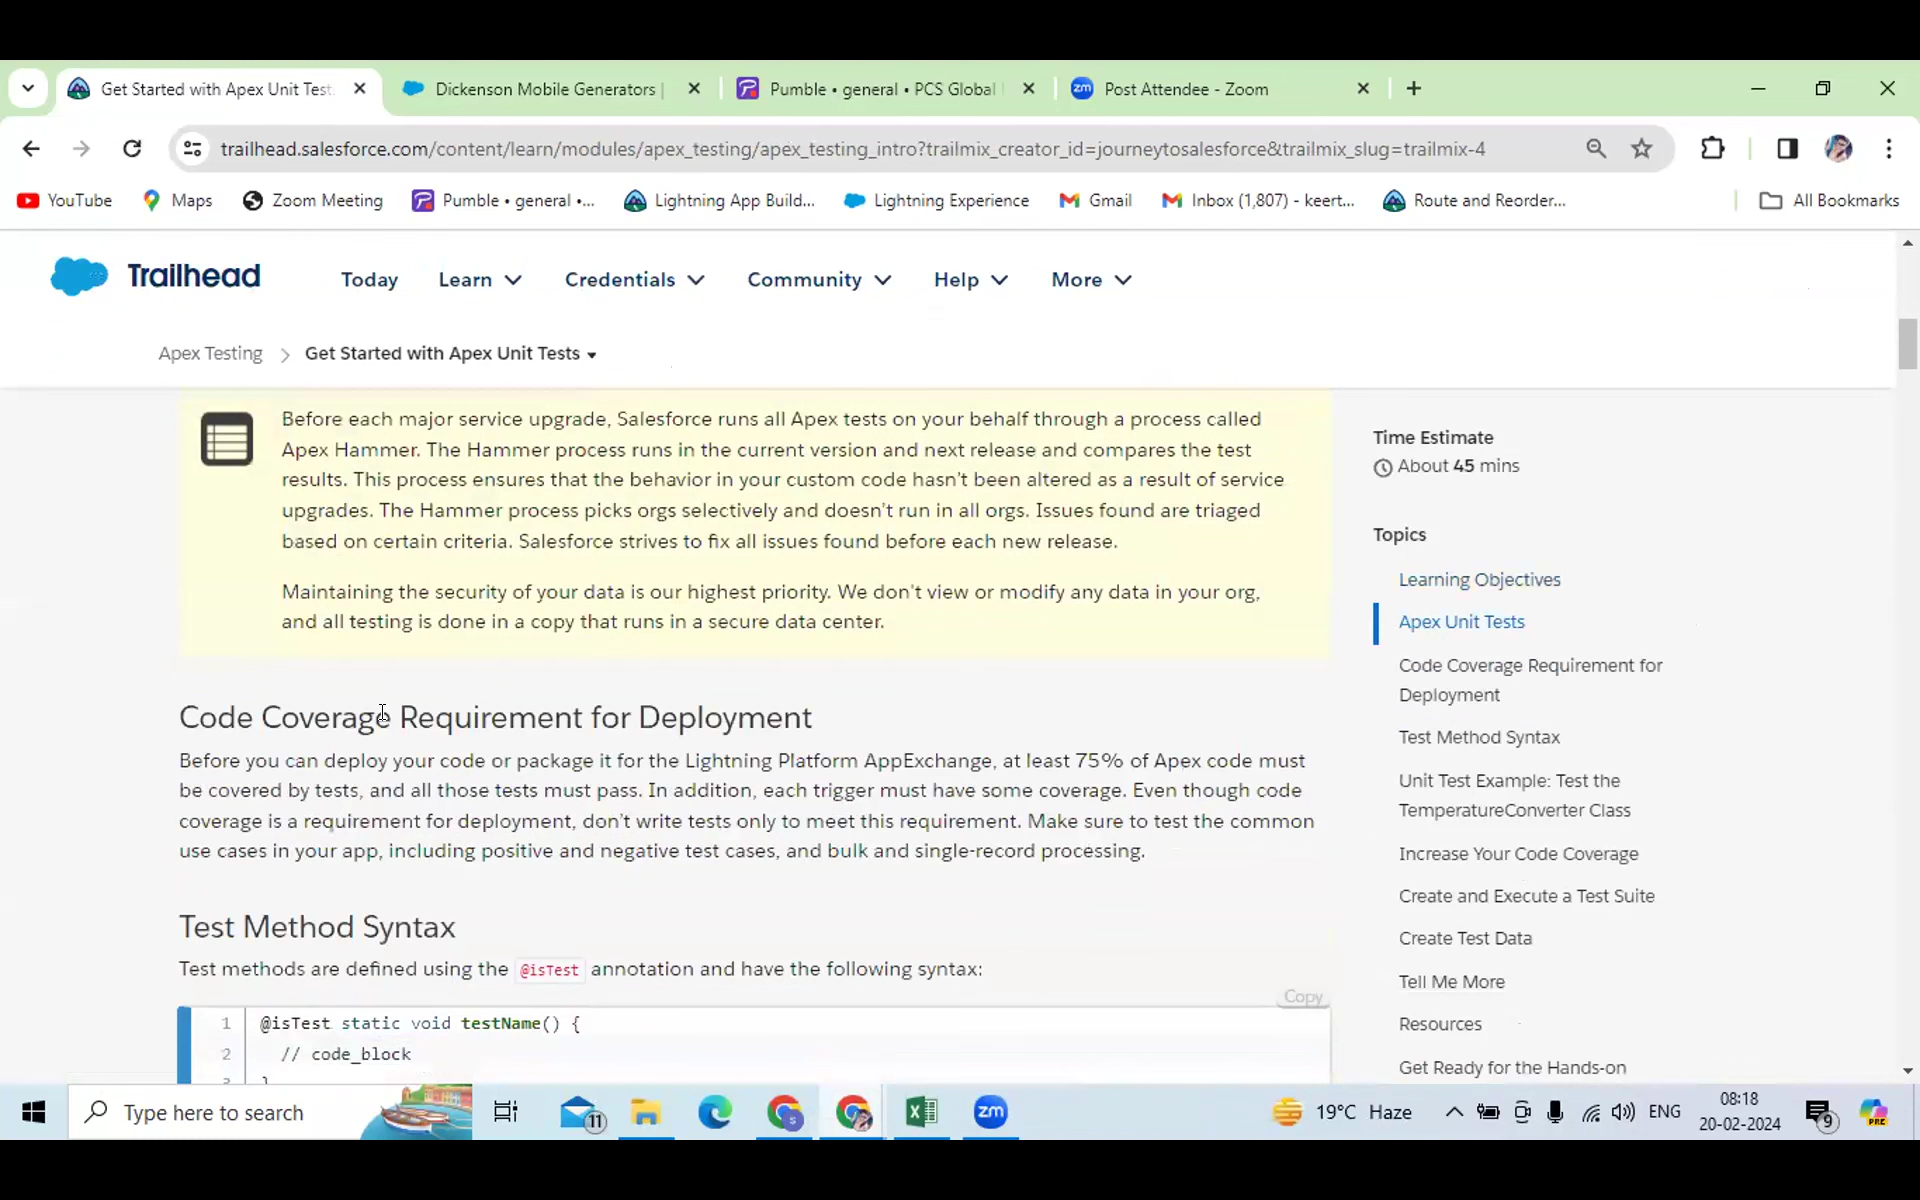 Get Started with Apex Unit Test
Dickenson Mobile Generators |
Pumble • general • PCS Global
zm Post Attendee - Zoom
trailhead.salesforce.com/content/learn/modules/apex_testing/apex_testing_intro?trailmix_creator_id=journeytosalesforce&trailmix_slug=trailmix-4
YouTube
Maps
Zoom Meeting
Pumble • general •...
Lightning App Build...
Lightning Experience
Gmail
Inbox (1,807) - keert...
Route and Reorder...
All Bookmarks
Trailhead
Today
Learn
Credentials
Community
Help
More
Apex Testing
Get Started with Apex Unit Tests
Before each major service upgrade, Salesforce runs all Apex tests on your behalf through a process called
Apex Hammer. The Hammer process runs in the current version and next release and compares the test
results. This process ensures that the behavior in your custom code hasn't been altered as a result of service
upgrades. The Hammer process picks orgs selectively and doesn't run in all orgs. Issues found are triaged
based on certain criteria. Salesforce strives to fix all issues found before each new release.
Maintaining the security of your data is our highest priority. We don't view or modify any data in your org,
and all testing is done in a copy that runs in a secure data center.
Code Coverage Requirement for Deployment
Before you can deploy your code or package it for the Lightning Platform AppExchange, at least 75% of Apex code must
be covered by tests, and all those tests must pass. In addition, each trigger must have some coverage. Even though code
coverage is a requirement for deployment, don't write tests only to meet this requirement. Make sure to test the common
use cases in your app, including positive and negative test cases, and bulk and single-record processing.
Test Method Syntax
Test methods are defined using the @isTest annotation and have the following syntax:
Copy
1 @isTest static void testName() {
2 // code_block
3 }
Time Estimate
About 45 mins
Topics
Learning Objectives
Apex Unit Tests
Code Coverage Requirement for
Deployment
Test Method Syntax
Unit Test Example: Test the
TemperatureConverter Class
Increase Your Code Coverage
Create and Execute a Test Suite
Create Test Data
Tell Me More
Resources
Get Ready for the Hands-on
Type here to search
11
zm
19°C Haze
ENG
08:18
20-02-2024
9
PRE